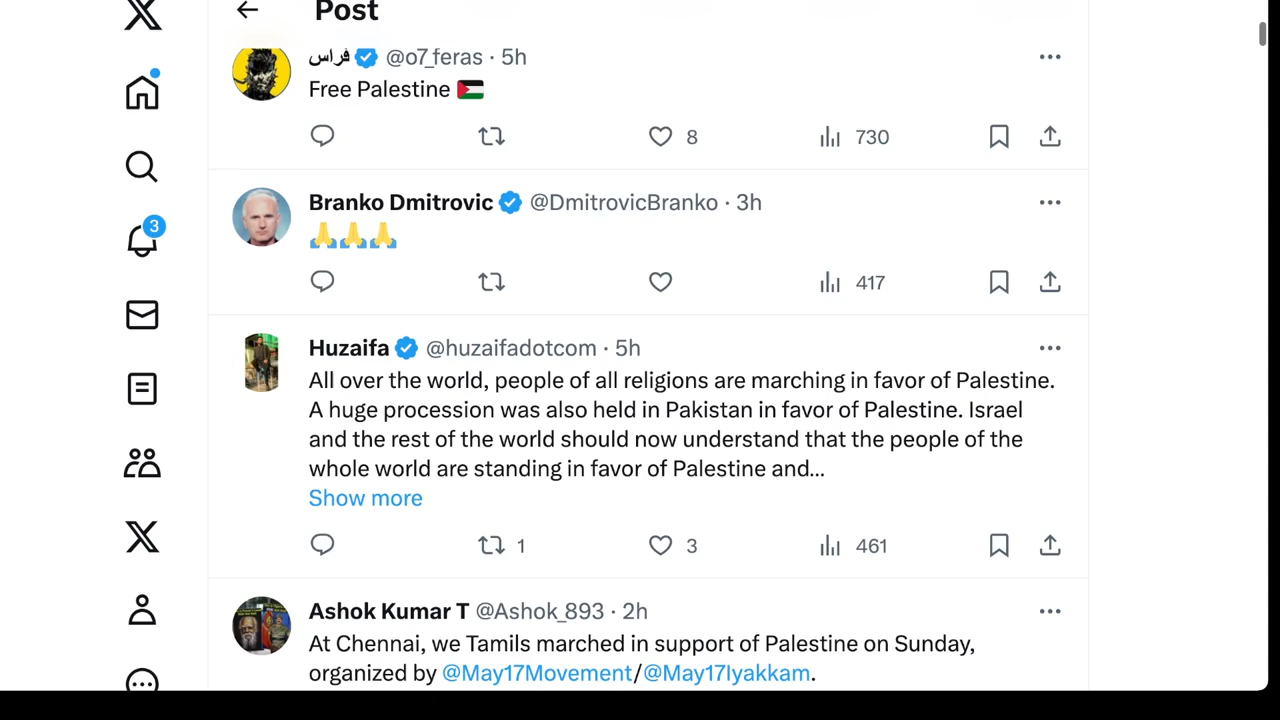 Post
فراس @o7_feras · 5h
Free Palestine 🇵🇸
8 730
Branko Dmitrovic @DmitrovicBranko · 3h
🙏🙏🙏
3
417
Huzaifa @huzaifadotcom · 5h
All over the world, people of all religions are marching in favor of Palestine.
A huge procession was also held in Pakistan in favor of Palestine. Israel
and the rest of the world should now understand that the people of the
whole world are standing in favor of Palestine and...
Show more
1 3 461
Ashok Kumar T @Ashok_893 · 2h
At Chennai, we Tamils marched in support of Palestine on Sunday,
organized by @May17Movement/@May17Iyakkam.